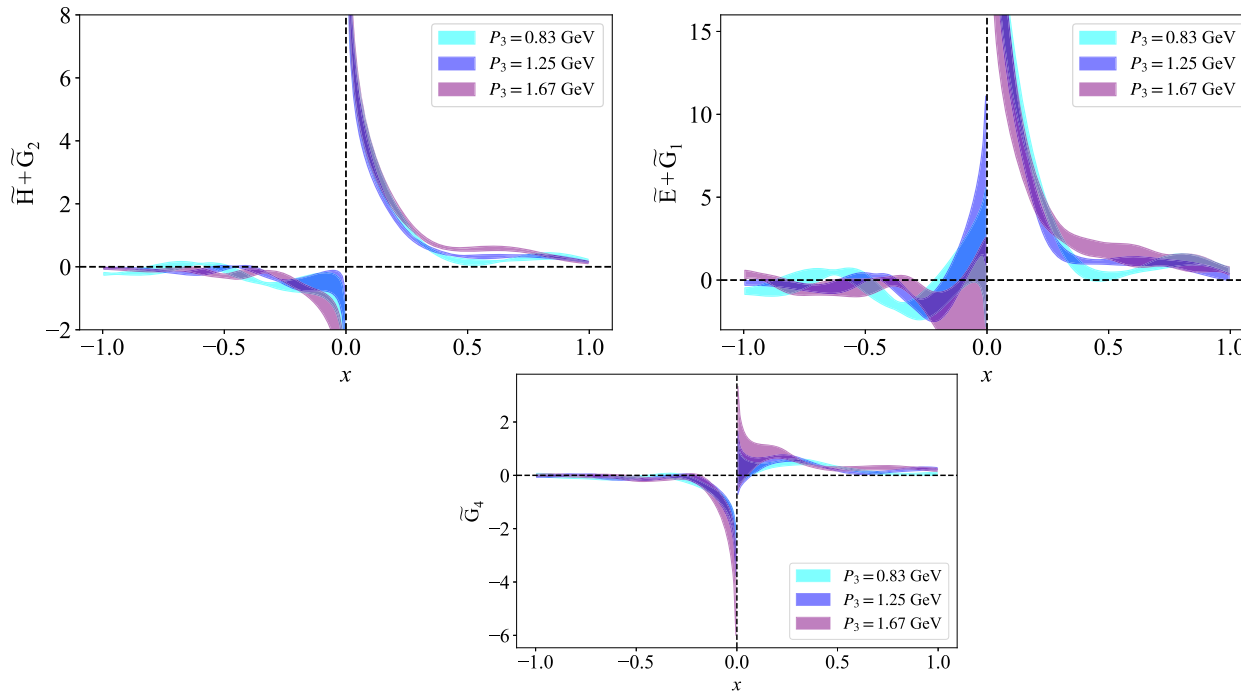 8
6
4
2
0
−2
H̃ + G̃₂
P₃ = 0.83 GeV
P₃ = 1.25 GeV
P₃ = 1.67 GeV
−1.0 −0.5 0.0 0.5 1.0
x
15
10
5
0
Ẽ + G̃₁
P₃ = 0.83 GeV
P₃ = 1.25 GeV
P₃ = 1.67 GeV
−1.0 −0.5 0.0 0.5 1.0
x
2
0
−2
−4
−6
G̃₄
P₃ = 0.83 GeV
P₃ = 1.25 GeV
P₃ = 1.67 GeV
−1.0 −0.5 0.0 0.5 1.0
x